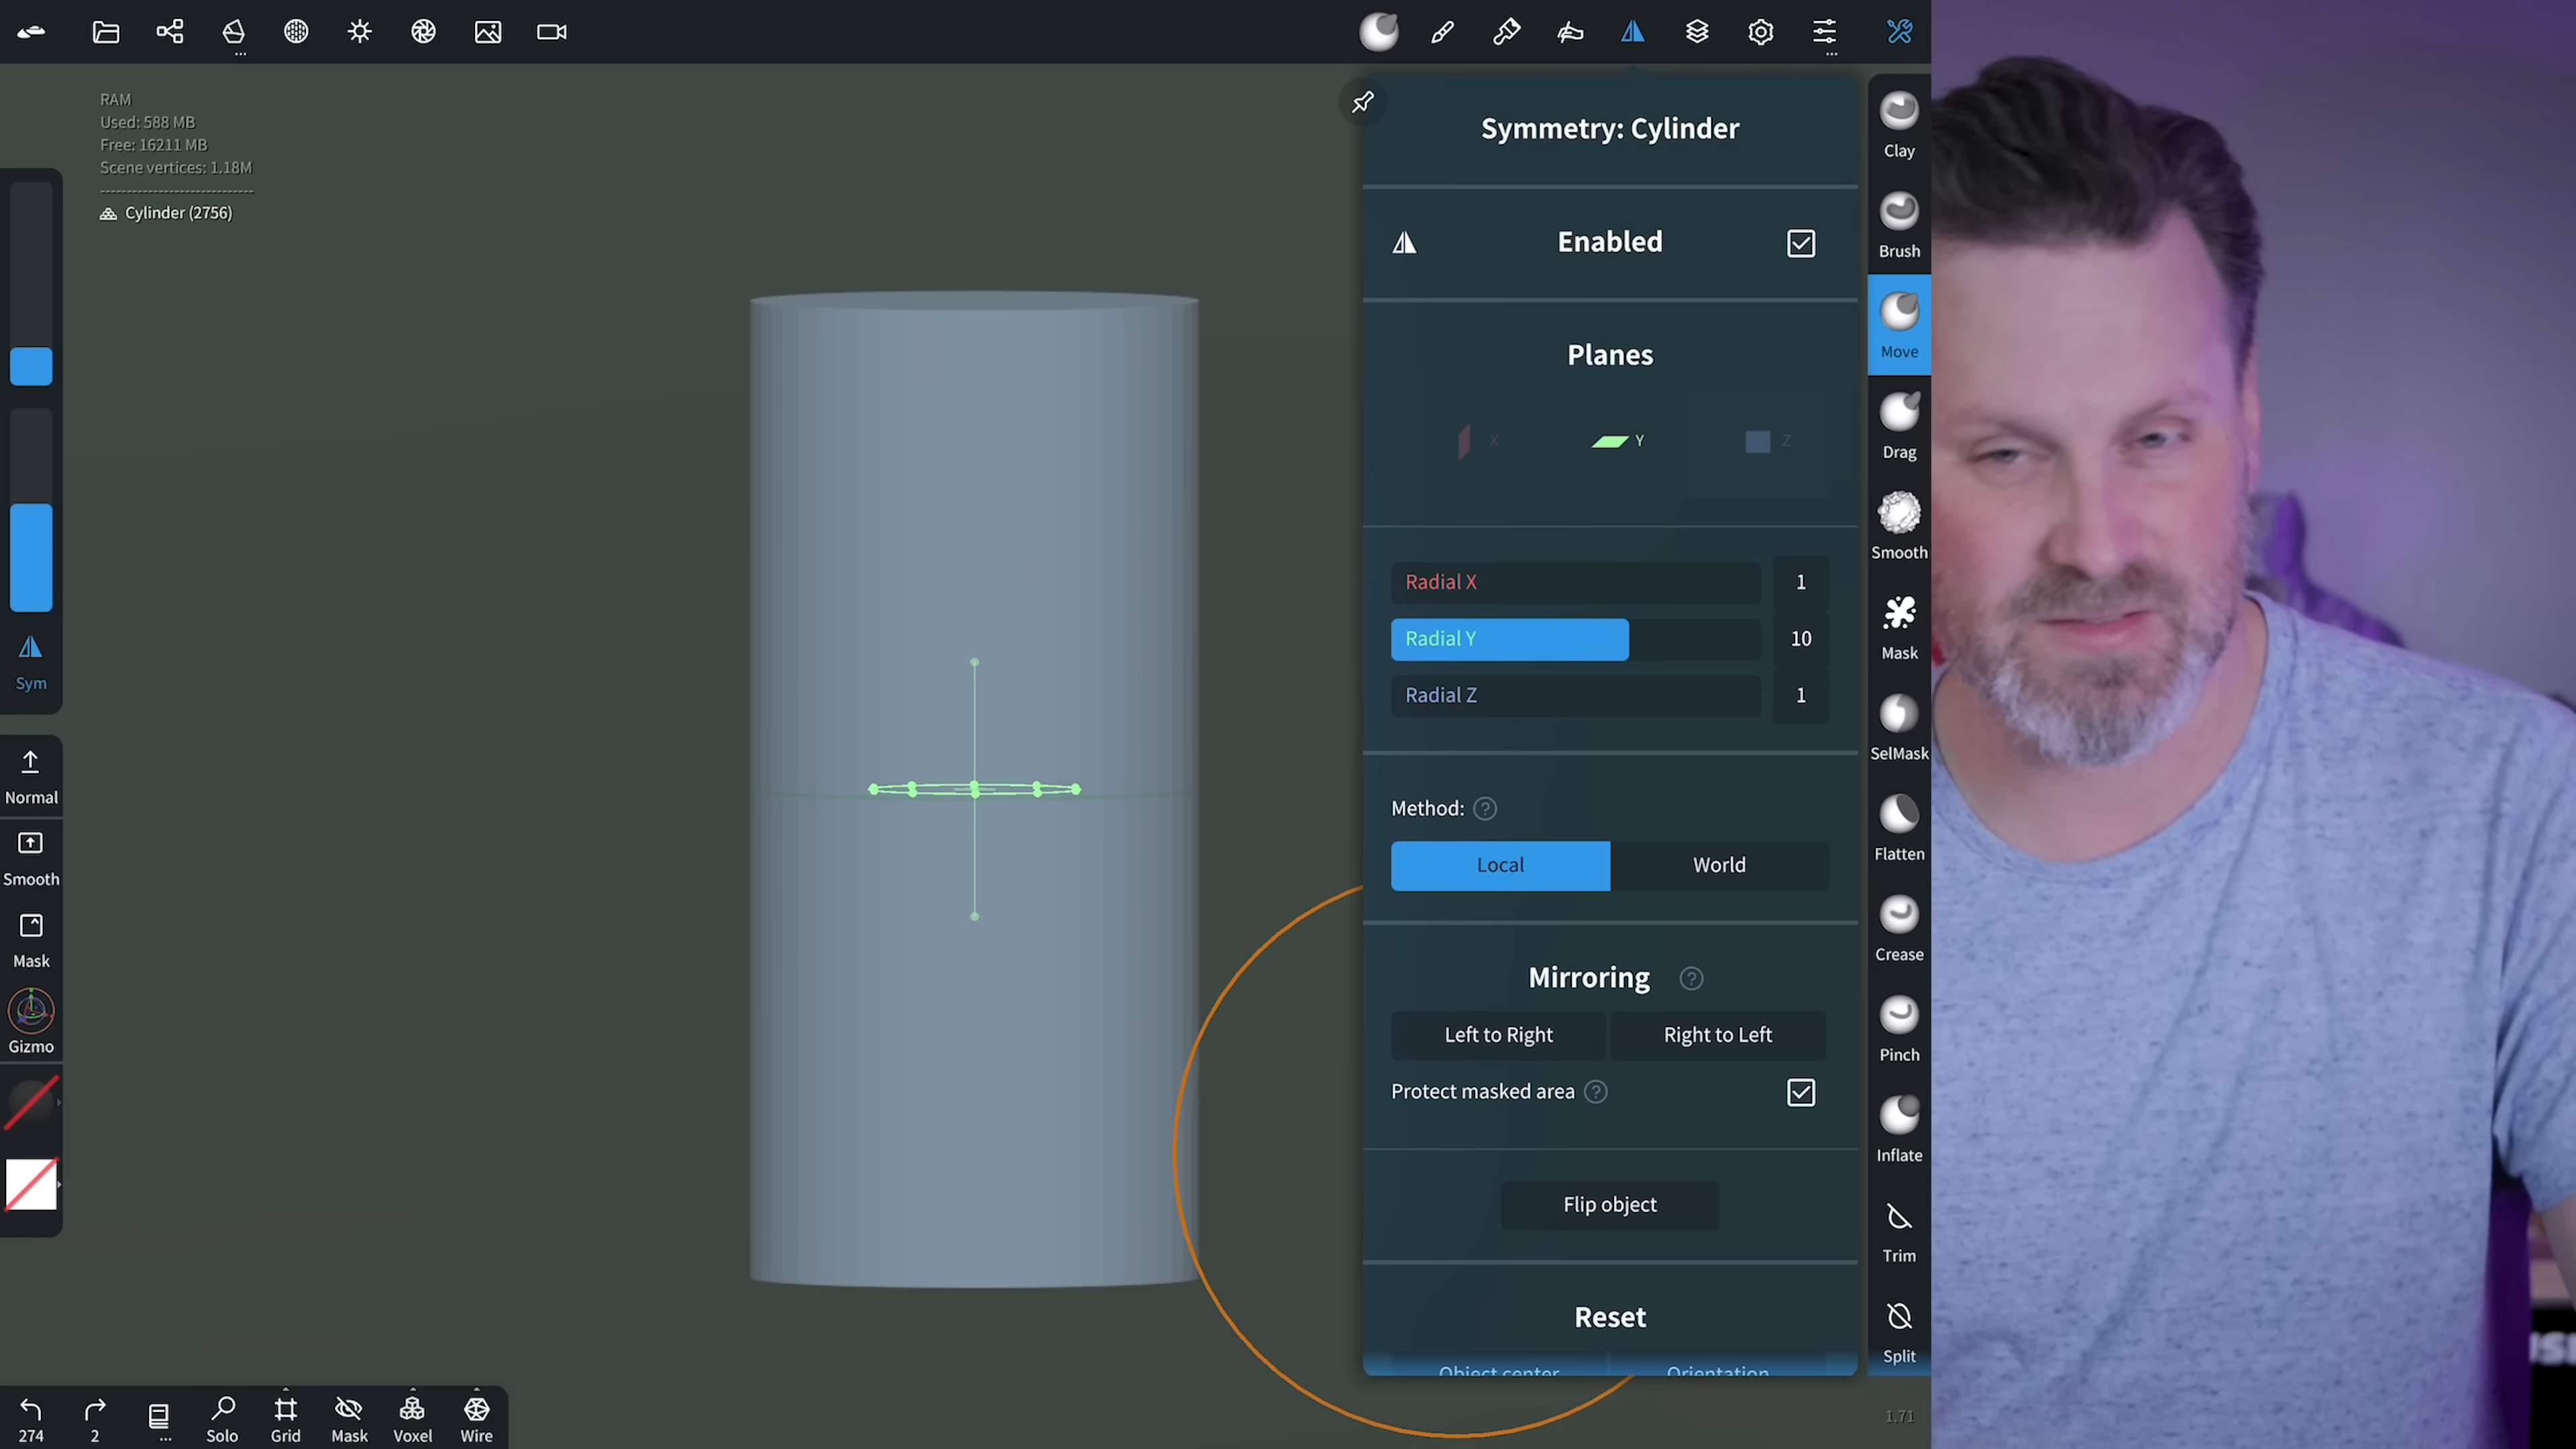 RAM
Used: 588 MB
Free: 16211 MB
Scene vertices: 1.18M
Cylinder (2756)
Sym
Normal
Smooth
Mask
Gizmo
274
2
Solo
Grid
Mask
Voxel
Wire
Symmetry: Cylinder
Enabled
Planes
X
Y
Z
Radial X 1
Radial Y 10
Radial Z 1
Method: ?
Local World
Mirroring ?
Left to Right Right to Left
Protect masked area ?
Flip object
Reset
Object center Orientation
Clay
Brush
Move
Drag
Smooth
Mask
SelMask
Flatten
Crease
Pinch
Inflate
Trim
Split
1.71